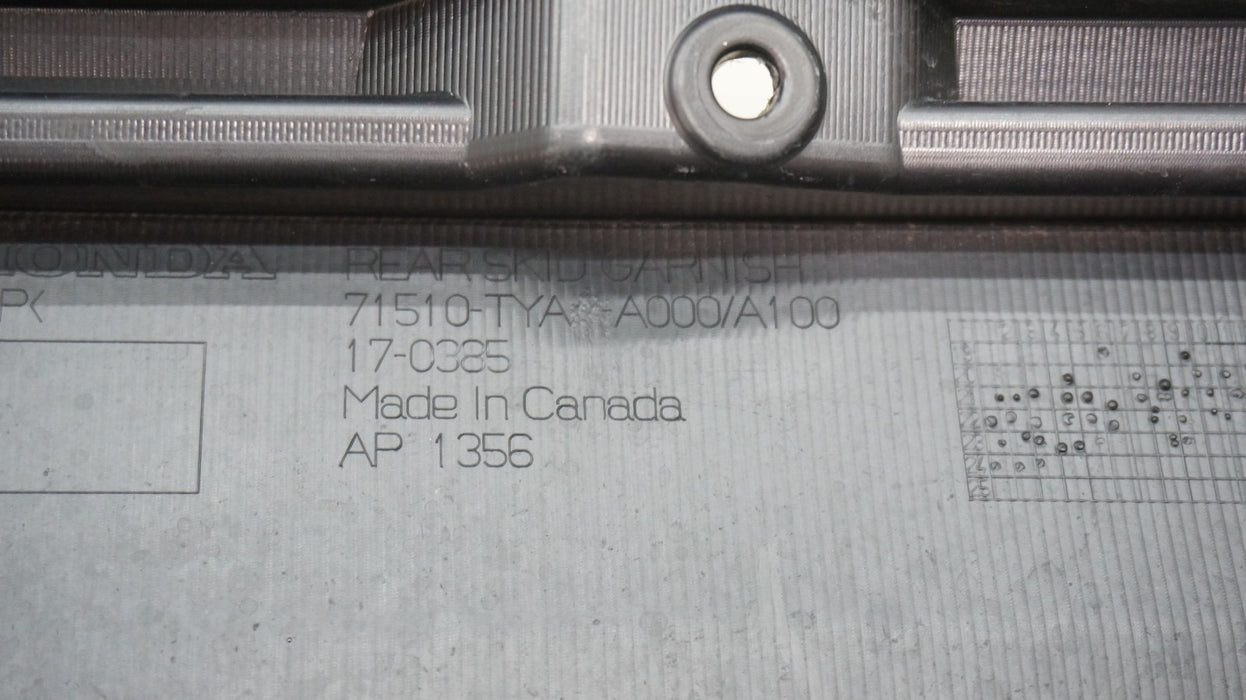 HONDA
REAR SKID GARNISH
P<
71510-TYA -A000/A100
17-0385
Made In Canada
AP 1356